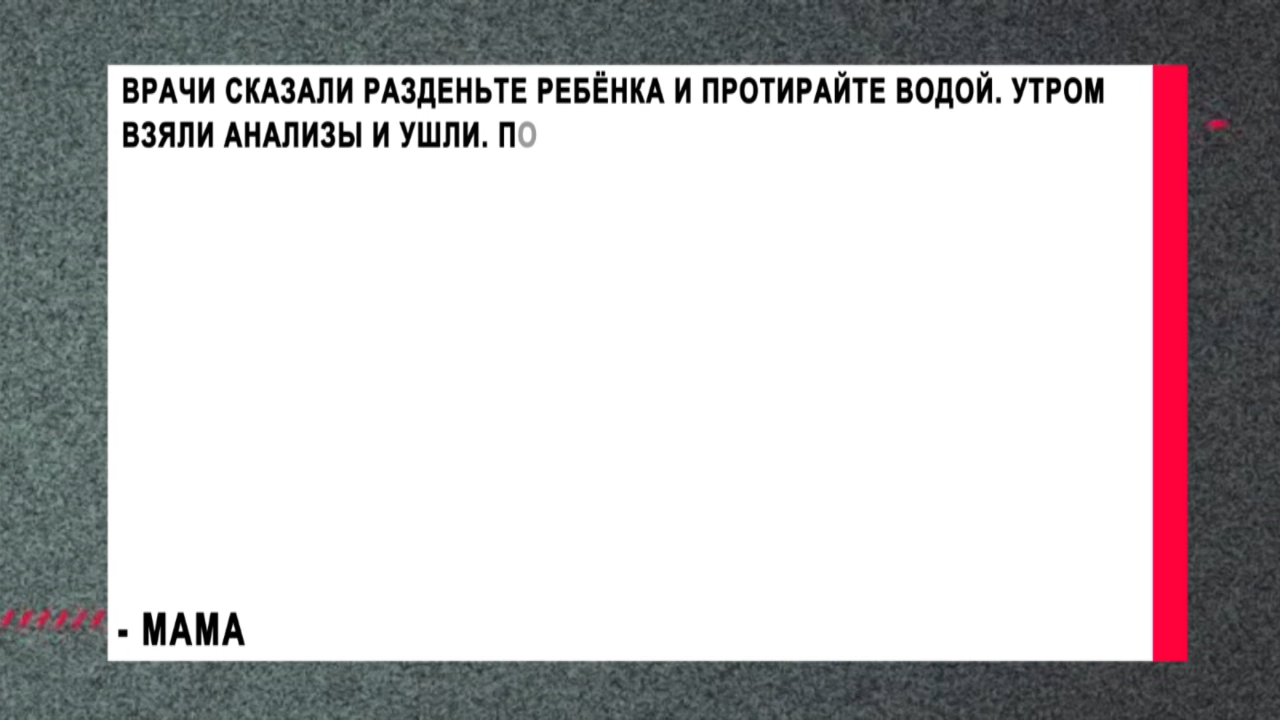 ВРАЧИ СКАЗАЛИ РАЗДЕНЬТЕ РЕБЁНКА И ПРОТИРАЙТЕ ВОДОЙ. УТРОМ
ВЗЯЛИ АНАЛИЗЫ И УШЛИ. ПО
- МАМА